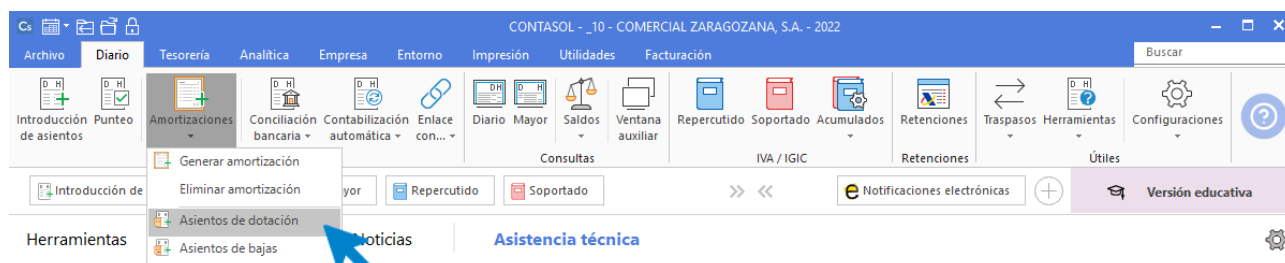 Cs CONTASOL - _10 - COMERCIAL ZARAGOZANA, S.A. - 2022
Archivo Diario Tesorería Analítica Empresa Entorno Impresión Utilidades Facturación Buscar
D H D H D H D H DH D H D H
Introducción Punteo Amortizaciones Conciliación Contabilización Enlace Diario Mayor Saldos Ventana Repercutido Soportado Acumulados Retenciones Traspasos Herramientas Configuraciones
de asientos bancaria automática con... auxiliar
Generar amortización Consultas IVA / IGIC Retenciones Útiles
Introducción de Eliminar amortización yor Repercutido Soportado Notificaciones electrónicas Versión educativa
Asientos de dotación
Herramientas Noticias Asistencia técnica
Asientos de bajas